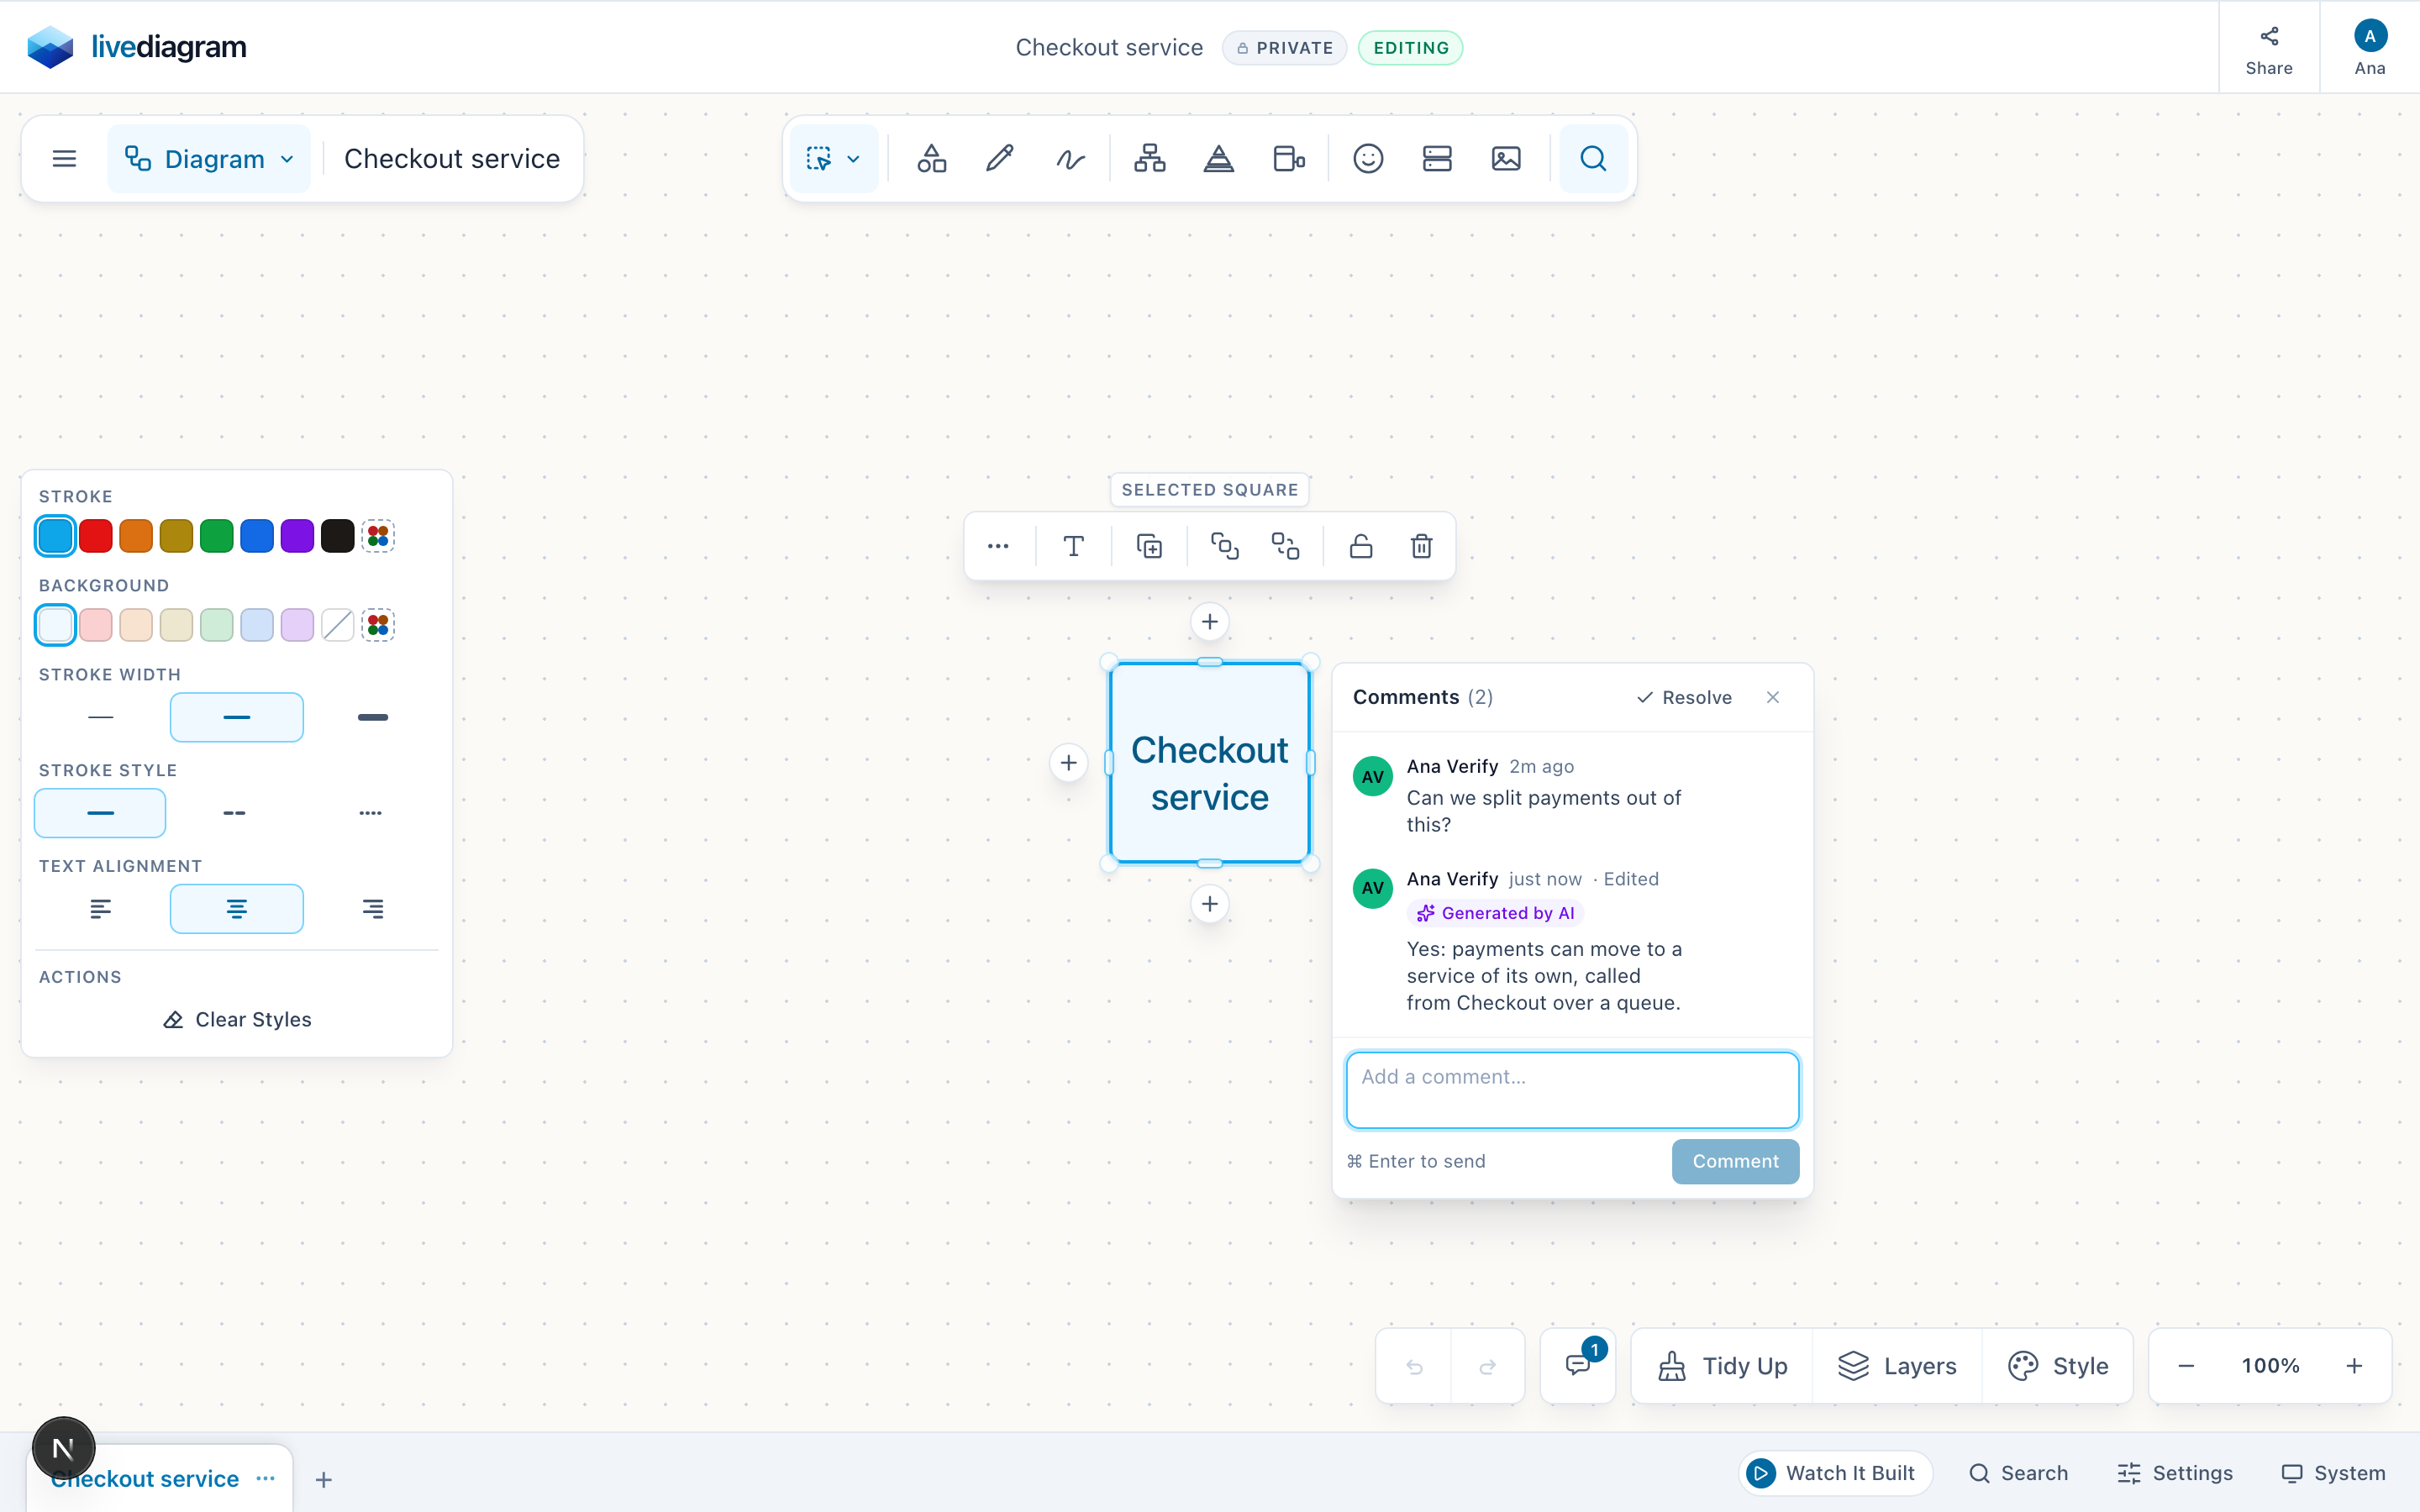 livediagram
Checkout service
PRIVATE
EDITING
Share
A
Ana
Diagram
Checkout service
STROKE
BACKGROUND
STROKE WIDTH
STROKE STYLE
TEXT ALIGNMENT
ACTIONS
Clear Styles
SELECTED SQUARE
Checkout
service
Comments (2)
Resolve
AV
Ana Verify 2m ago
Can we split payments out of
this?
AV
Ana Verify just now · Edited
Generated by AI
Yes: payments can move to a
service of its own, called
from Checkout over a queue.
Add a comment...
⌘ Enter to send
Comment
1
Tidy Up
Layers
Style
100%
N
Checkout service
Watch It Built
Search
Settings
System